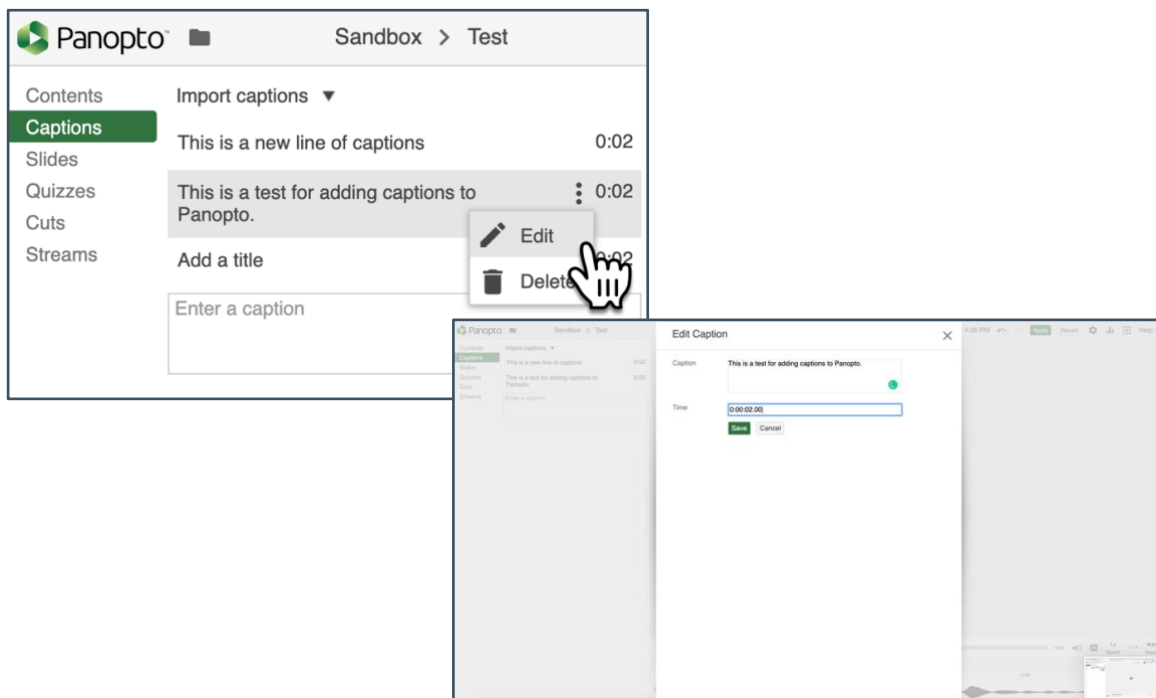 Panopto™ Sandbox > Test
Contents
Captions
Slides
Quizzes
Cuts
Streams
Import captions ▼
This is a new line of captions 0:02
This is a test for adding captions to 0:02
Panopto.
Edit
Delete
Add a title 0:02
Enter a caption
Panopto Sandbox > Test
Contents
Captions
Slides
Quizzes
Cuts
Streams
Import captions ▼
This is a new line of captions 0:02
This is a test for adding captions to 0:02
Panopto.
Enter a caption
Edit Caption
Caption This is a test for adding captions to Panopto.
Time 0:00:02.00
Save Cancel
Apply Revert Help
1x